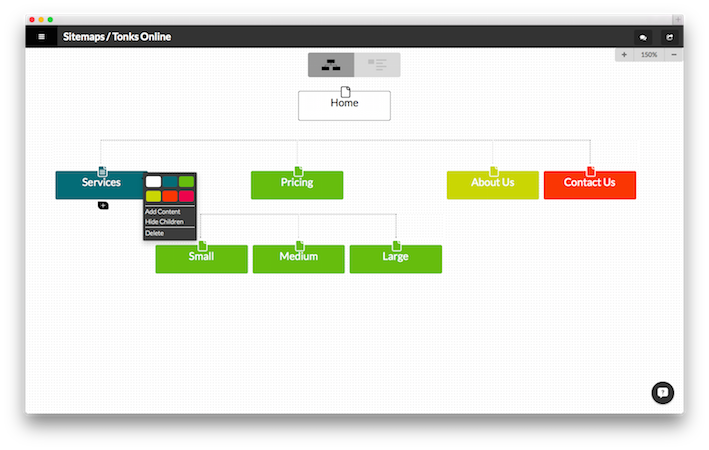 Sitemaps / Tonks Online
+ 150% −
Home
Services
Pricing
About Us
Contact Us
Add Content
Hide Children
Delete
Small
Medium
Large